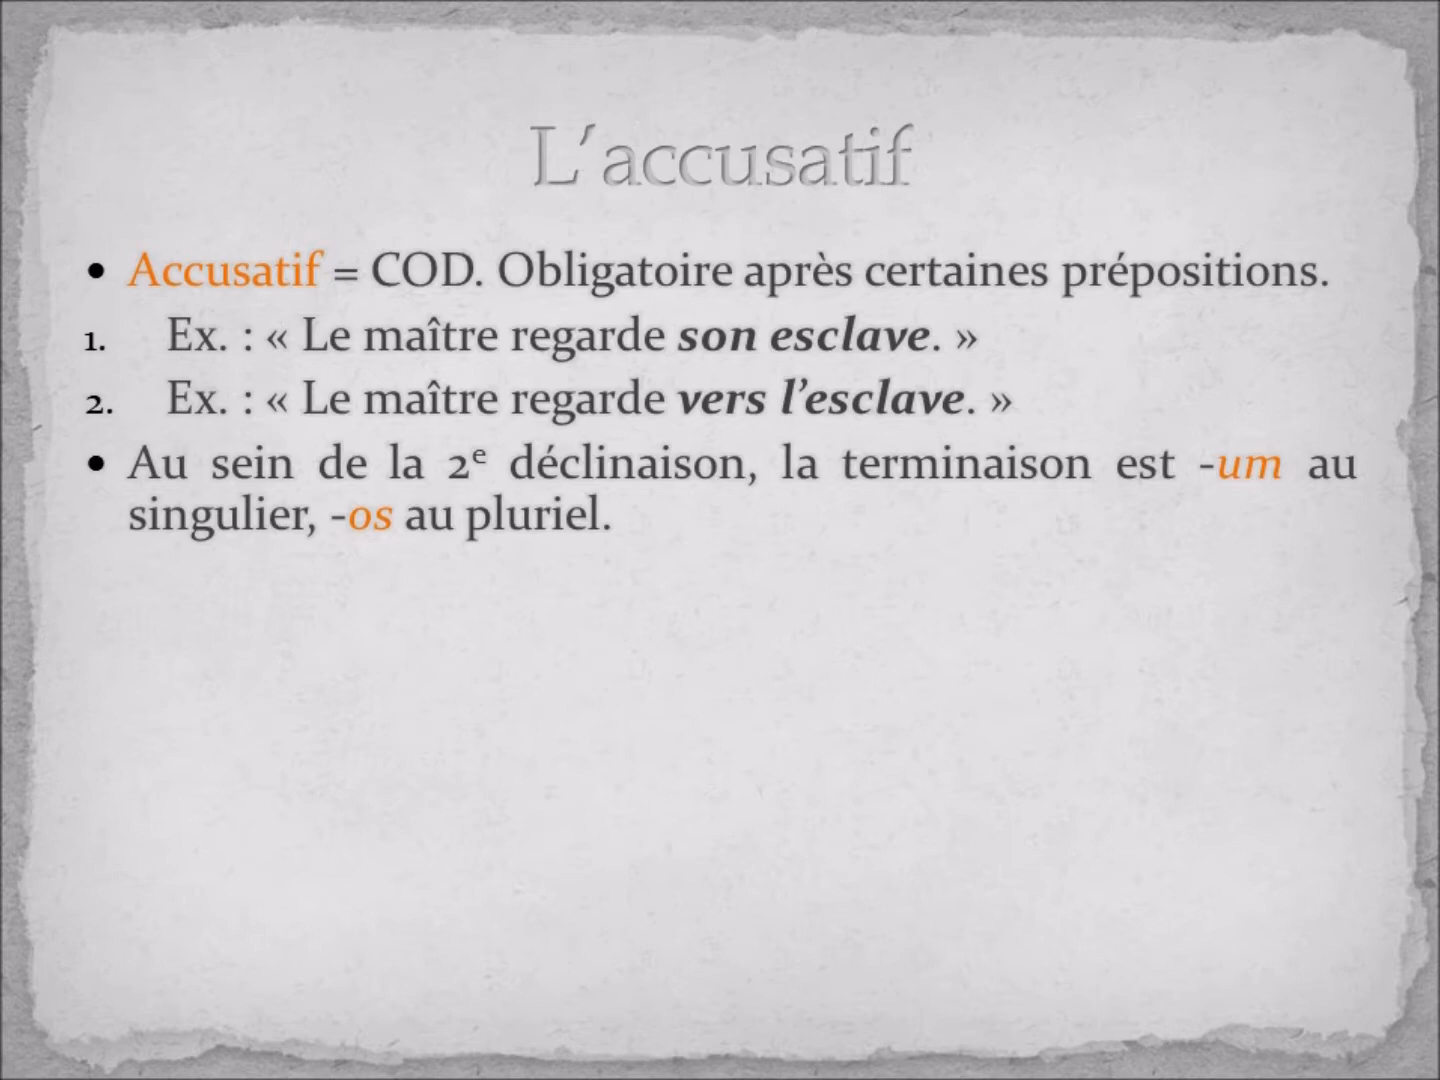 L'accusatif
• Accusatif = COD. Obligatoire après certaines prépositions.
1. Ex. : « Le maître regarde son esclave. »
2. Ex. : « Le maître regarde vers l’esclave. »
• Au sein de la 2e déclinaison, la terminaison est -um au
singulier, -os au pluriel.